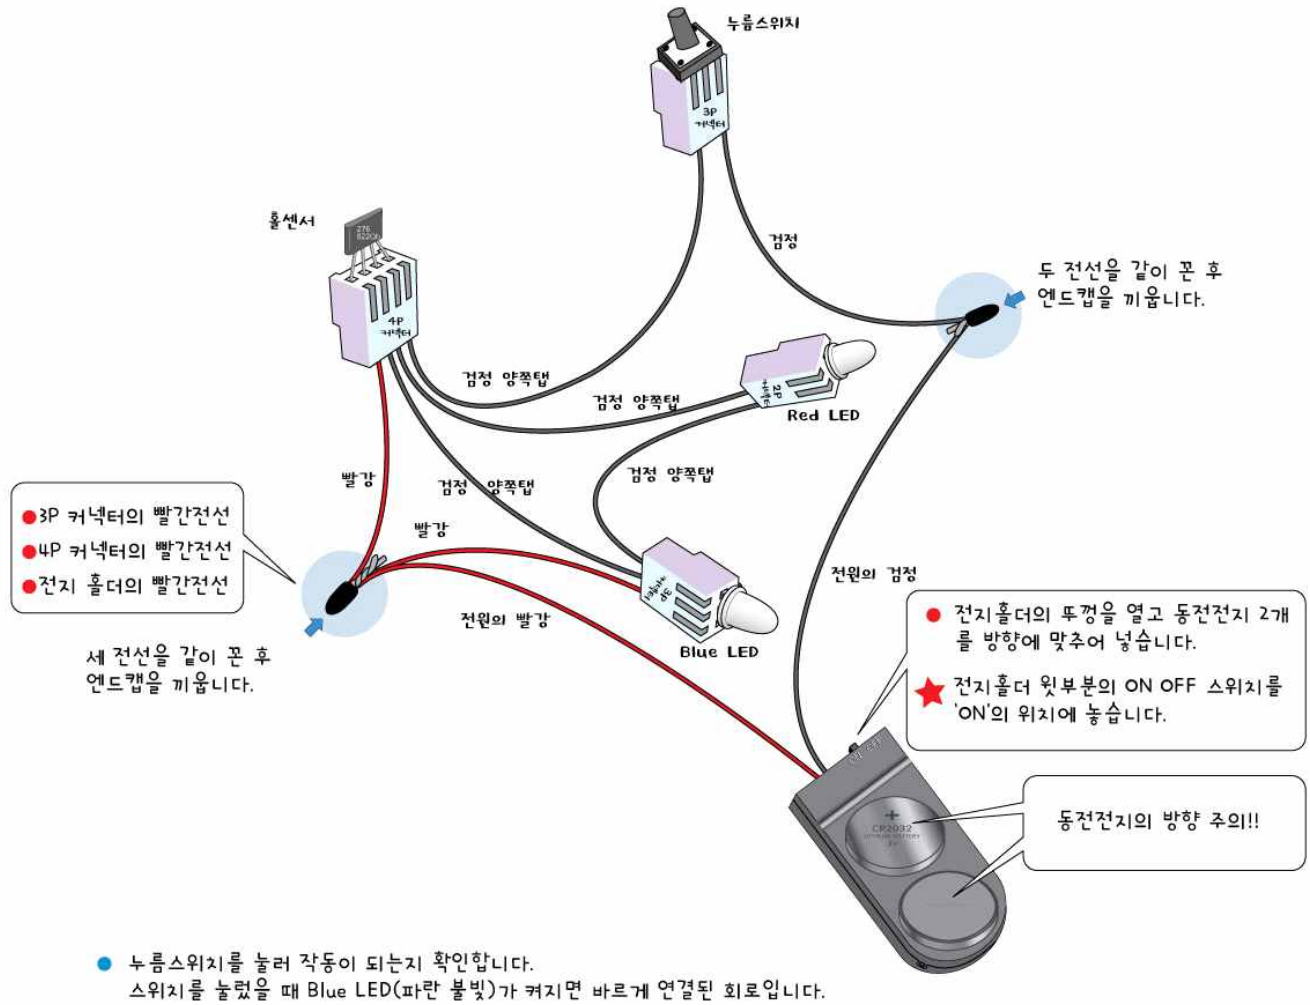 누름스위치
3P
커넥터
홀센서
276
822
4P
커넥터
검정
두 전선을 같이 꼰 후
엔드캡을 끼웁니다.
검정 양쪽탭
검정 양쪽탭
2P
커넥터
Red LED
빨강
검정 양쪽탭
검정 양쪽탭
●3P 커넥터의 빨간전선
●4P 커넥터의 빨간전선
●전지 홀더의 빨간전선
빨강
3P
커넥터
전원의 검정
전원의 빨강
Blue LED
세 전선을 같이 꼰 후
엔드캡을 끼웁니다.
● 전지홀더의 뚜껑을 열고 동전전지 2개
를 방향에 맞추어 넣습니다.
★ 전지홀더 윗부분의 ON OFF 스위치를
'ON'의 위치에 놓습니다.
+
CR2032
동전전지의 방향 주의!!
● 누름스위치를 눌러 작동이 되는지 확인합니다.
스위치를 눌렀을 때 Blue LED(파란 불빛)가 켜지면 바르게 연결된 회로입니다.